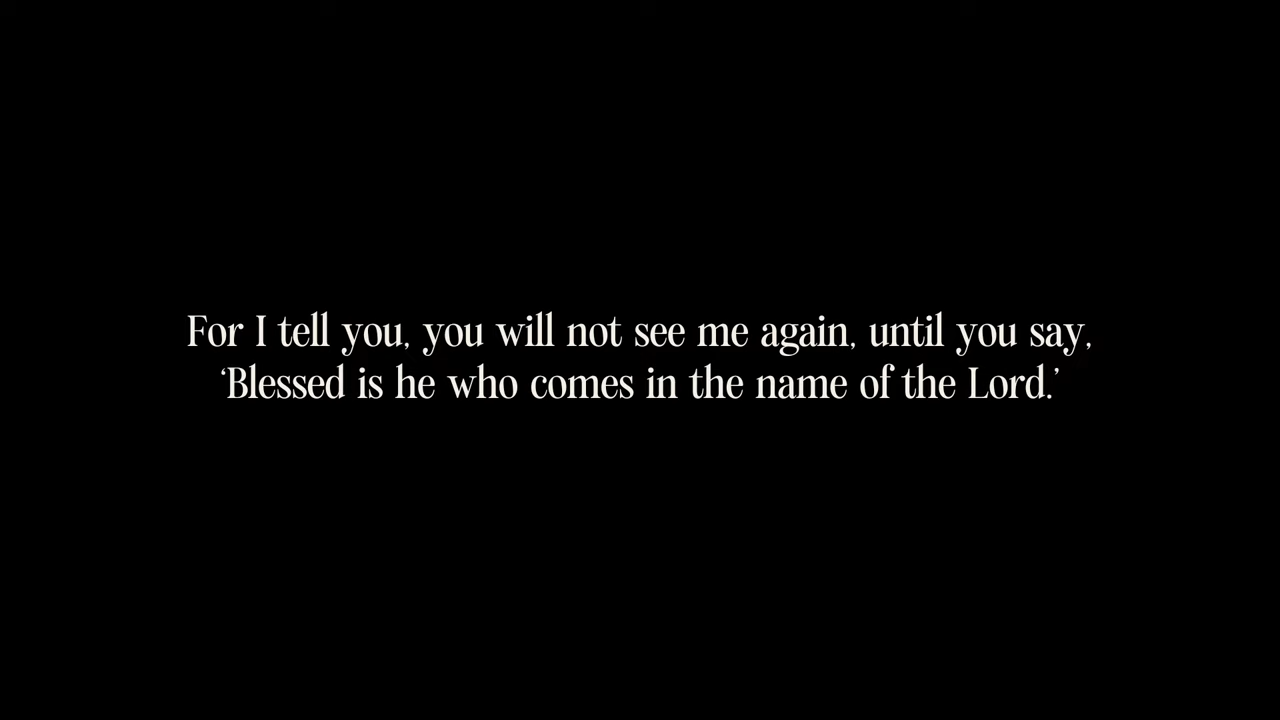 For I tell you, you will not see me again, until you say,
‘Blessed is he who comes in the name of the Lord.’